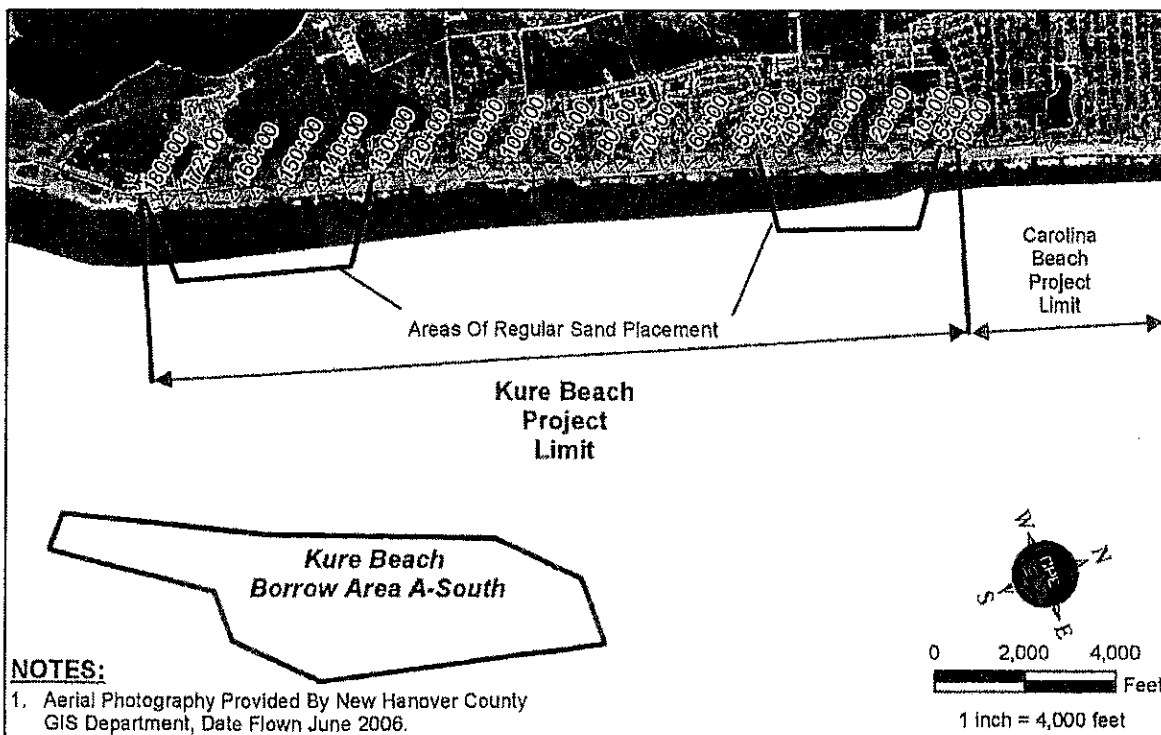 180+00
172+00
160+00
150+00
140+00
130+00
120+00
110+00
100+00
90+00
80+00
70+00
60+00
50+00
45+00
40+00
30+00
20+00
10+00
5+00
0+00
Carolina
Beach
Project
Limit
Areas Of Regular Sand Placement
Kure Beach
Project
Limit
Kure Beach
Borrow Area A-South
W
N
CPE
S
E
0 2,000 4,000
Feet
1 inch = 4,000 feet
NOTES:
1. Aerial Photography Provided By New Hanover County
GIS Department, Date Flown June 2006.